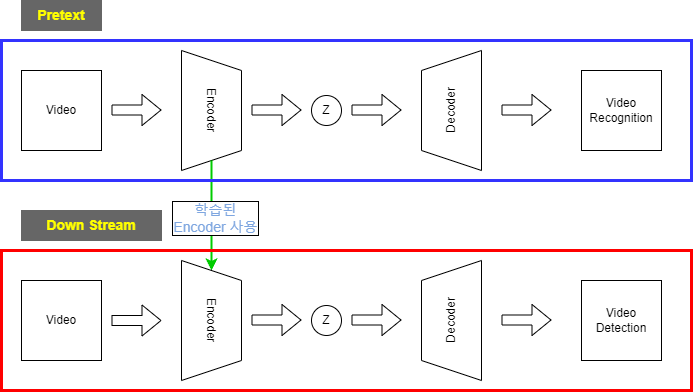 Pretext
Video
Encoder
Z
Decoder
Video
Recognition
학습된
Encoder 사용
Down Stream
Video
Encoder
Z
Decoder
Video
Detection